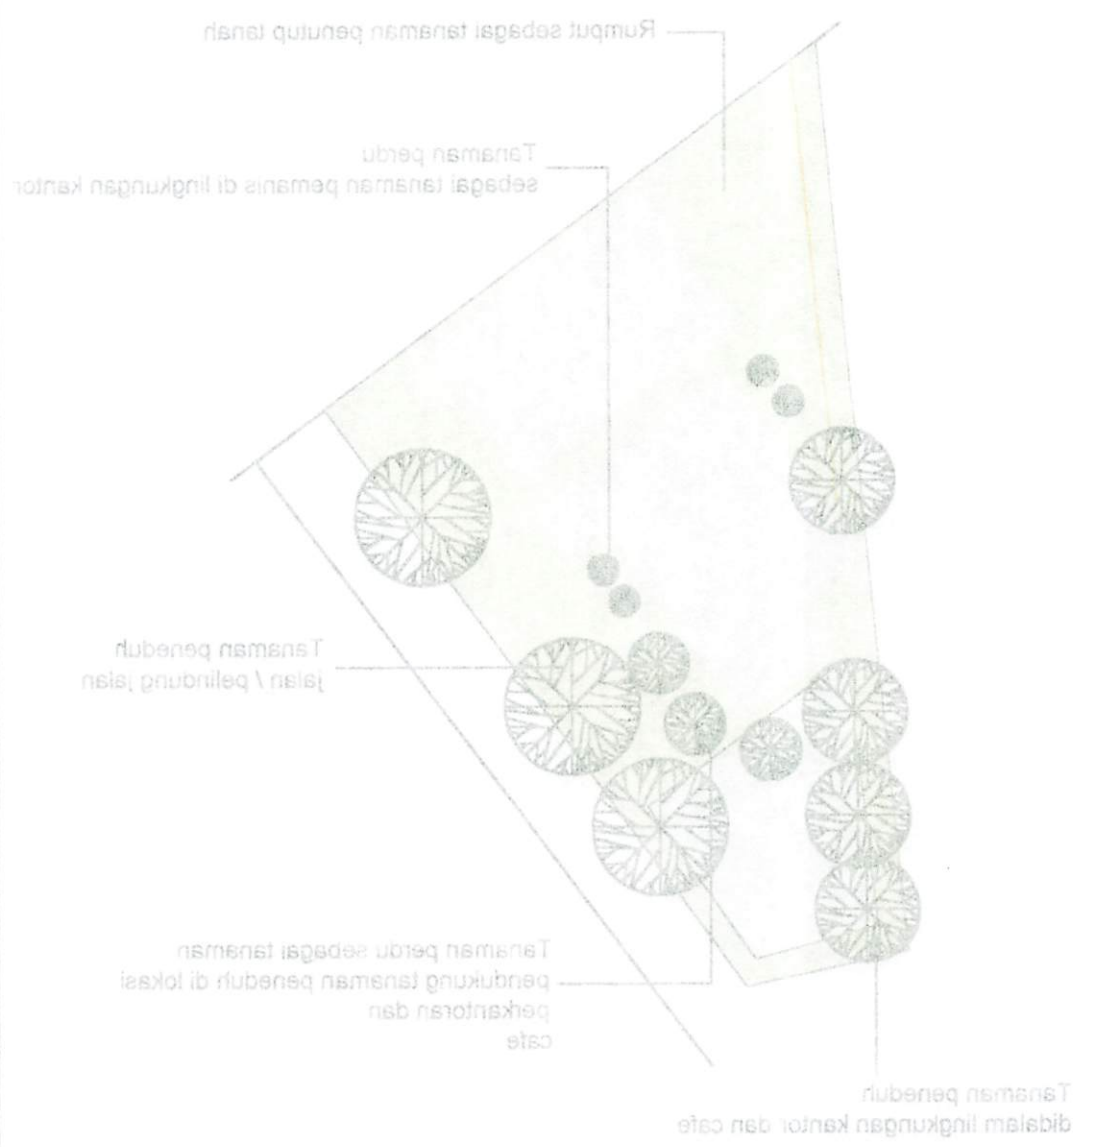 Rumput sebagai tanaman penutup tanah
Tanaman perdu
sebagai tanaman pemanis di lingkungan kantor
Tanaman peneduh
jalan / pelindung jalan
Tanaman perdu sebagai tanaman
pendukung tanaman peneduh di lokasi
perkantoran dan
cafe
Tanaman peneduh
didalam lingkungan kantor dan cafe